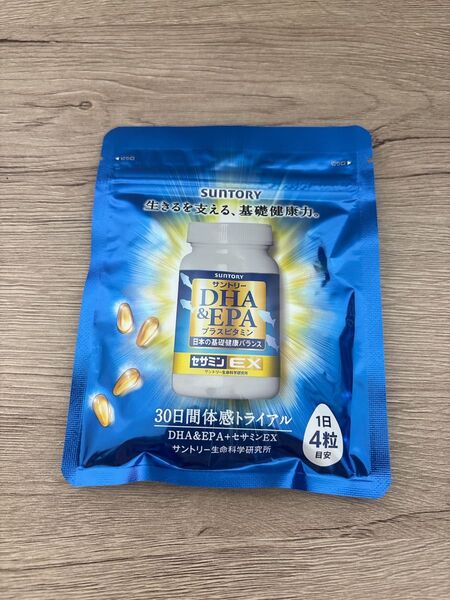 SUNTORY
生きるを支える、基礎健康力。
SUNTORY
サントリー
DHA
&EPA
プラスビタミン
日本の基礎健康バランス
セサミンEX
サントリー生命科学研究所
30日間体感トライアル
DHA&EPA+セサミンEX
サントリー生命科学研究所
1日
4粒
目安